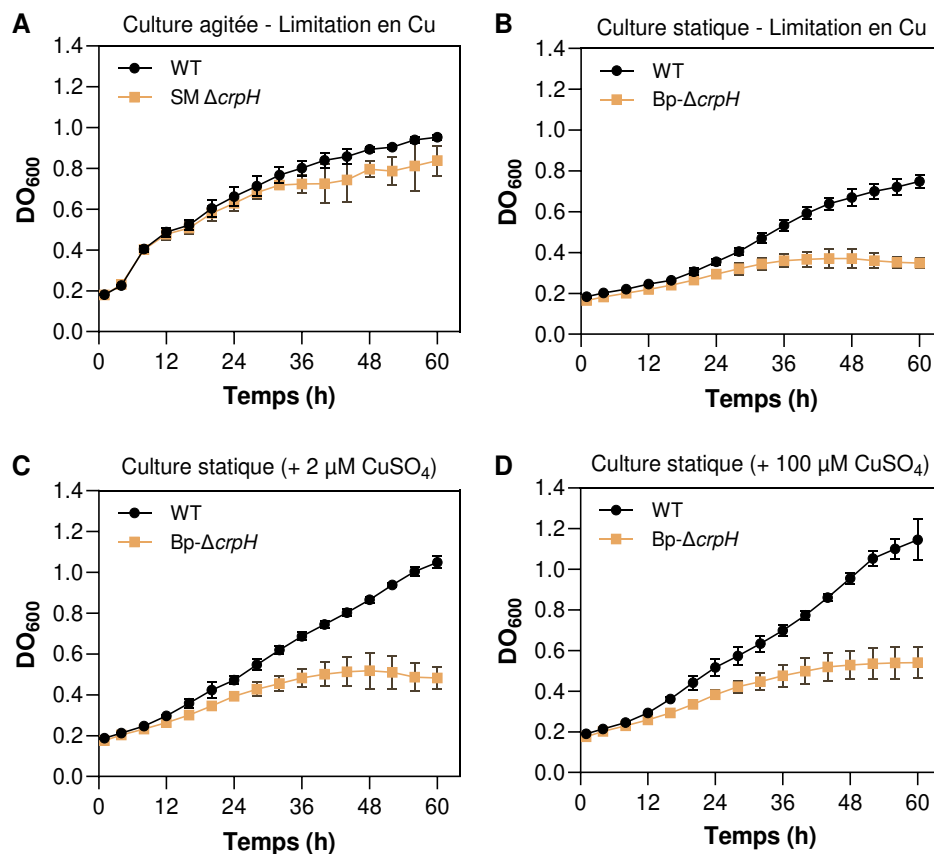 A
Culture agitée - Limitation en Cu
1.4
1.2
1.0
0.8
0.6
0.4
0.2
0.0
DO600
WT
SM ΔcrpH
0
12
24
36
48
60
Temps (h)
B
Culture statique - Limitation en Cu
1.4
1.2
1.0
0.8
0.6
0.4
0.2
0.0
DO600
WT
Bp-ΔcrpH
0
12
24
36
48
60
Temps (h)
C
Culture statique (+ 2 µM CuSO4)
1.4
1.2
1.0
0.8
0.6
0.4
0.2
0.0
DO600
WT
Bp-ΔcrpH
0
12
24
36
48
60
Temps (h)
D
Culture statique (+ 100 µM CuSO4)
1.4
1.2
1.0
0.8
0.6
0.4
0.2
0.0
DO600
WT
Bp-ΔcrpH
0
12
24
36
48
60
Temps (h)